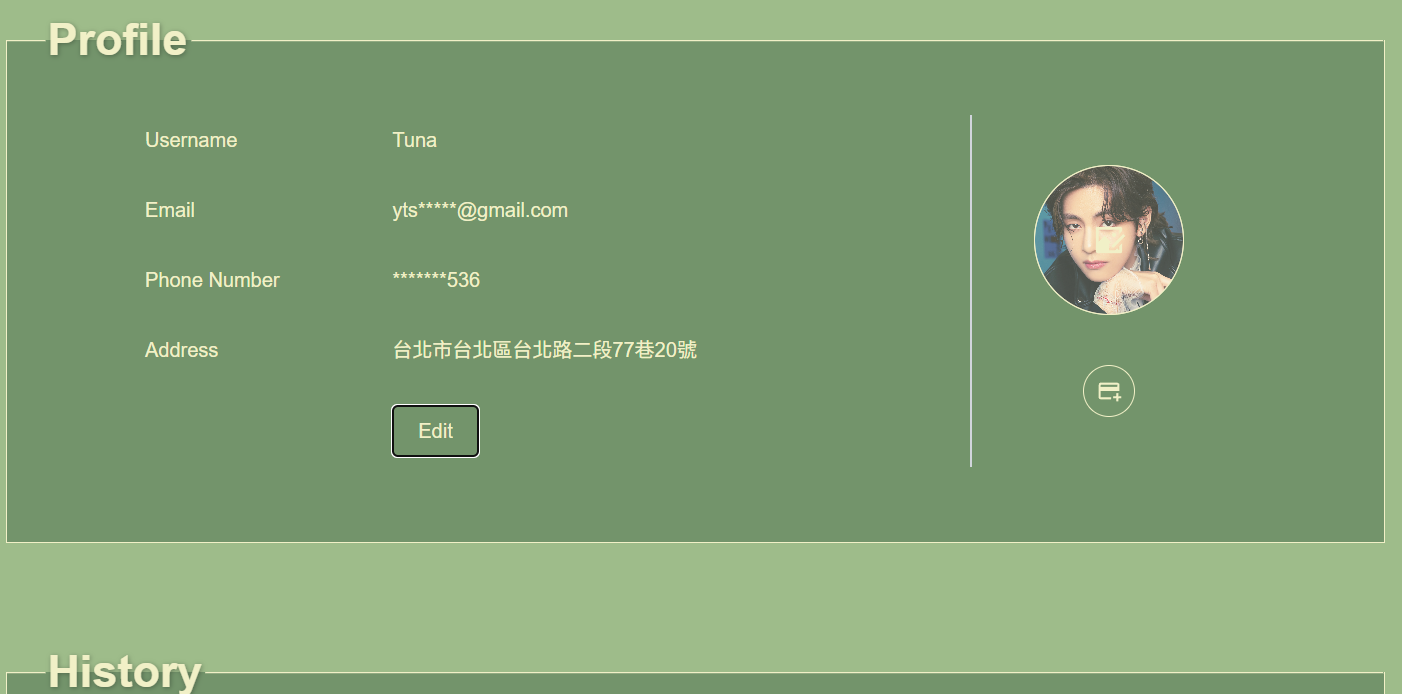 Profile
Username Tuna
Email yts*****@gmail.com
Phone Number *******536
Address 台北市台北區台北路二段77巷20號
Edit
History